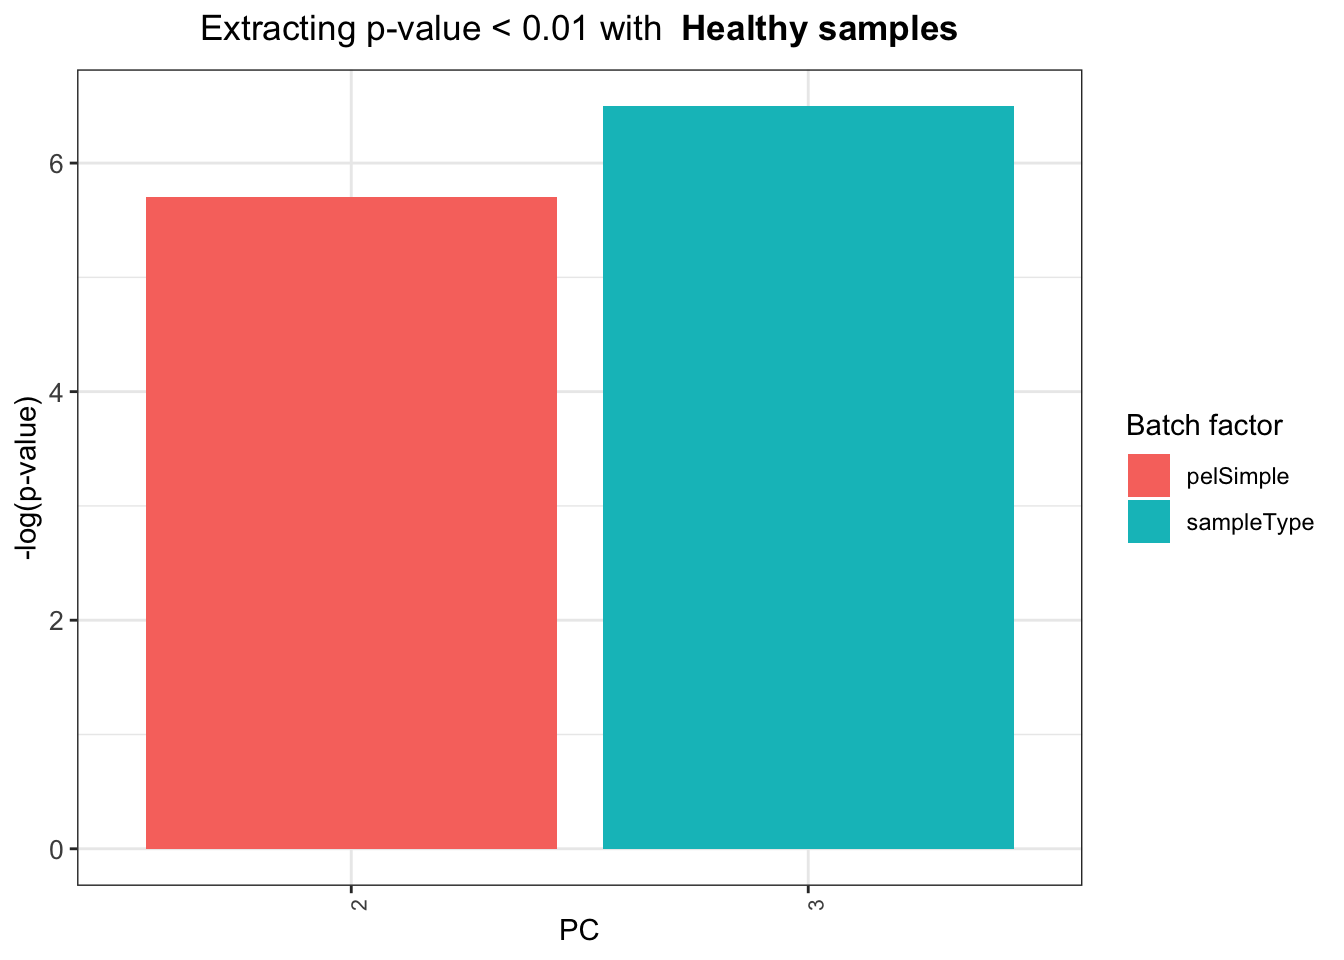 Extracting p-value < 0.01 with  Healthy samples
-log(p-value)
6
4
2
0
2
3
PC
Batch factor
pelSimple
sampleType